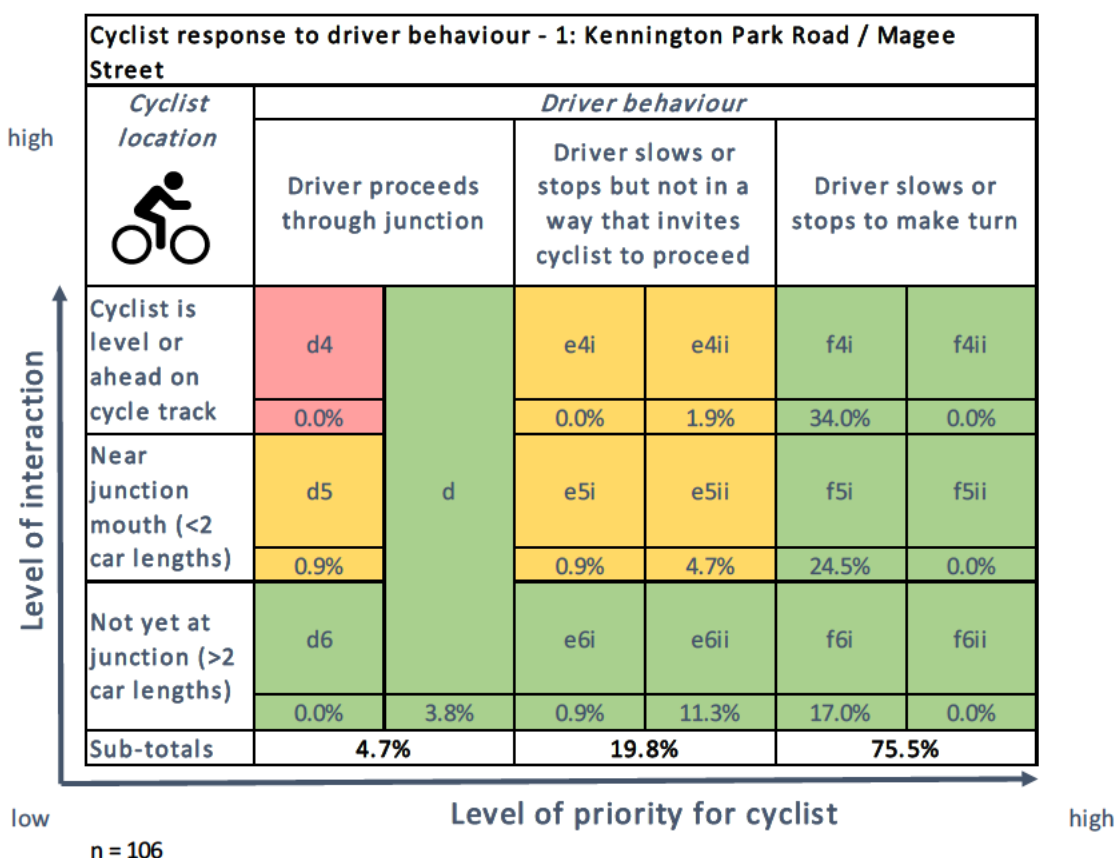 Cyclist response to driver behaviour - 1: Kennington Park Road / Magee
Street
Cyclist
location
Driver behaviour
high
Driver proceeds
through junction
Driver slows or
stops but not in a
way that invites
cyclist to proceed
Driver slows or
stops to make turn
Level of interaction
Cyclist is
level or
ahead on
cycle track
d4
e4i
e4ii
f4i
f4ii
0.0%
0.0%
1.9%
34.0%
0.0%
Near
junction
mouth (<2
car lengths)
d5
d
e5i
e5ii
f5i
f5ii
0.9%
0.9%
4.7%
24.5%
0.0%
Not yet at
junction (>2
car lengths)
d6
e6i
e6ii
f6i
f6ii
0.0%
3.8%
0.9%
11.3%
17.0%
0.0%
Sub-totals
4.7%
19.8%
75.5%
low
Level of priority for cyclist
high
n = 106